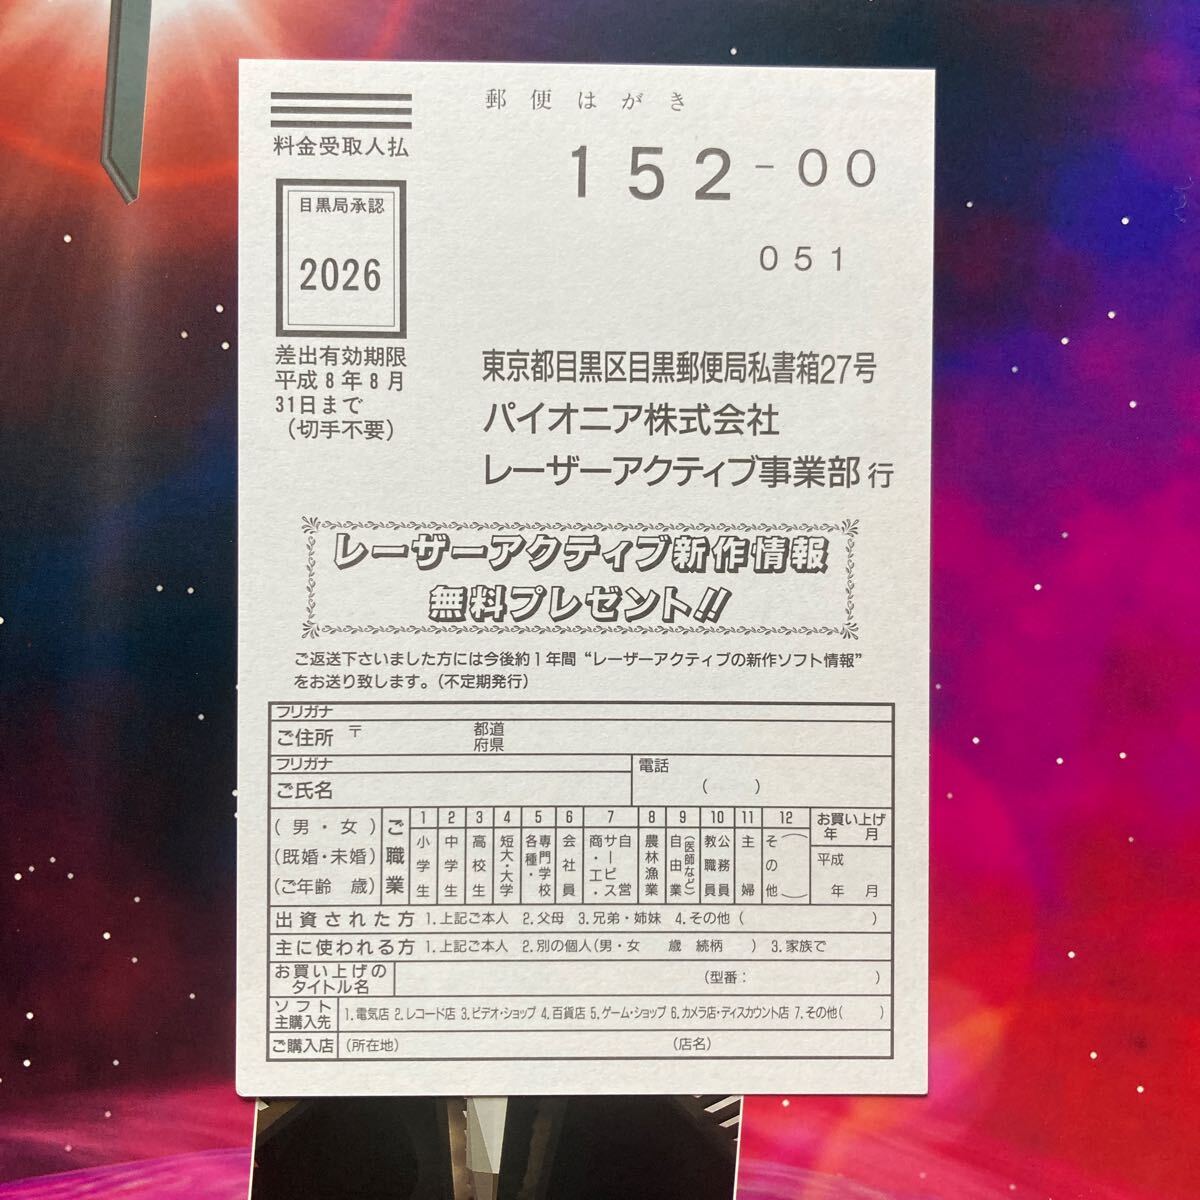 郵便はがき
料金受取人払
152-00
051
目黒局承認
2026
差出有効期限
平成8年8月
31日まで
(切手不要)
東京都目黒区目黒郵便局私書箱27号
パイオニア株式会社
レーザーアクティブ事業部 行
レーザーアクティブ新作情報
無料プレゼント!!
ご返送下さいました方には今後約1年間“レーザーアクティブの新作ソフト情報”
をお送り致します。(不定期発行)
フリガナ
ご住所 〒 都道
府県
フリガナ
ご氏名
電話
( )
(男・女)
(既婚・未婚)
(ご年齢 歳)
ご職業
1 小学生
2 中学生
3 高校生
4 短大・大学
5 各種・専門学校
6 会社員
7 商・工・サービス自営
8 農林漁業
9 自由業(医師など)
10 教職員公務員
11 主婦
12 その他( )
お買い上げ
年 月
平成
年 月
出資された方 1.上記ご本人 2.父母 3.兄弟・姉妹 4.その他( )
主に使われる方 1.上記ご本人 2.別の個人(男・女 歳 続柄 ) 3.家族で
お買い上げの
タイトル名
(型番: )
ソフト
主購入先
1.電気店 2.レコード店 3.ビデオ・ショップ 4.百貨店 5.ゲーム・ショップ 6.カメラ店・ディスカウント店 7.その他( )
ご購入店 (所在地) (店名)